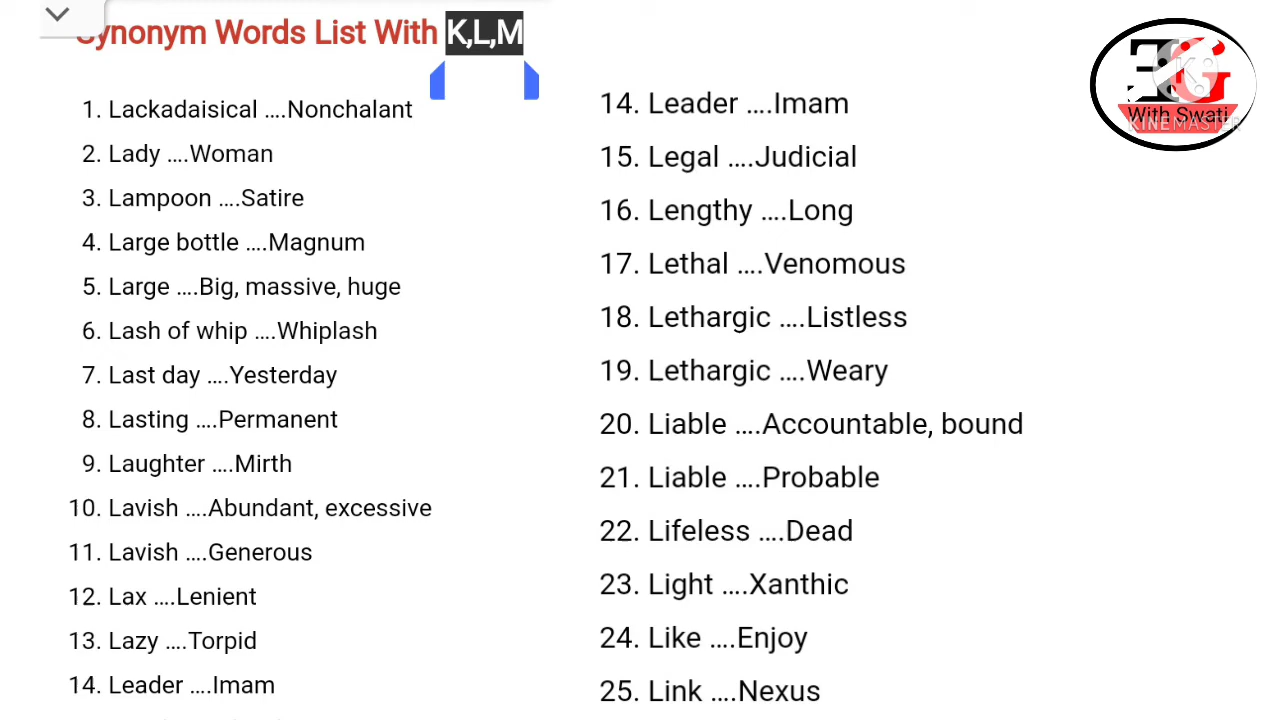 Synonym Words List With K,L,M
1. Lackadaisical ....Nonchalant
2. Lady ....Woman
3. Lampoon ....Satire
4. Large bottle ....Magnum
5. Large ....Big, massive, huge
6. Lash of whip ....Whiplash
7. Last day ....Yesterday
8. Lasting ....Permanent
9. Laughter ....Mirth
10. Lavish ....Abundant, excessive
11. Lavish ....Generous
12. Lax ....Lenient
13. Lazy ....Torpid
14. Leader ....Imam
14. Leader ....Imam
15. Legal ....Judicial
16. Lengthy ....Long
17. Lethal ....Venomous
18. Lethargic ....Listless
19. Lethargic ....Weary
20. Liable ....Accountable, bound
21. Liable ....Probable
22. Lifeless ....Dead
23. Light ....Xanthic
24. Like ....Enjoy
25. Link ....Nexus
With Swati
KINEMASTER